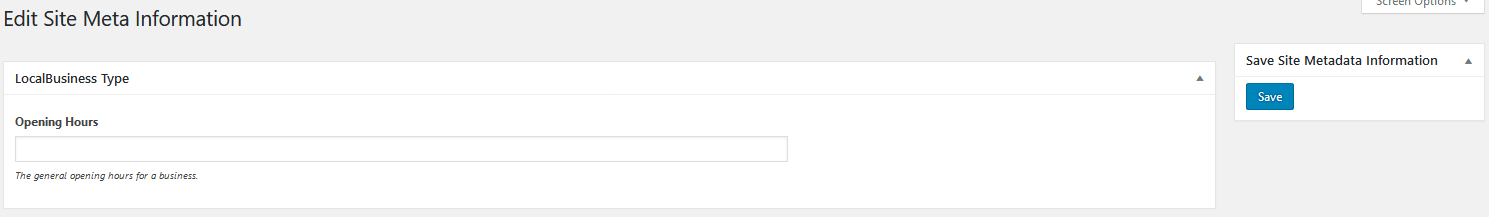 Screen Options
Edit Site Meta Information
LocalBusiness Type
Opening Hours
The general opening hours for a business.
Save Site Metadata Information
Save